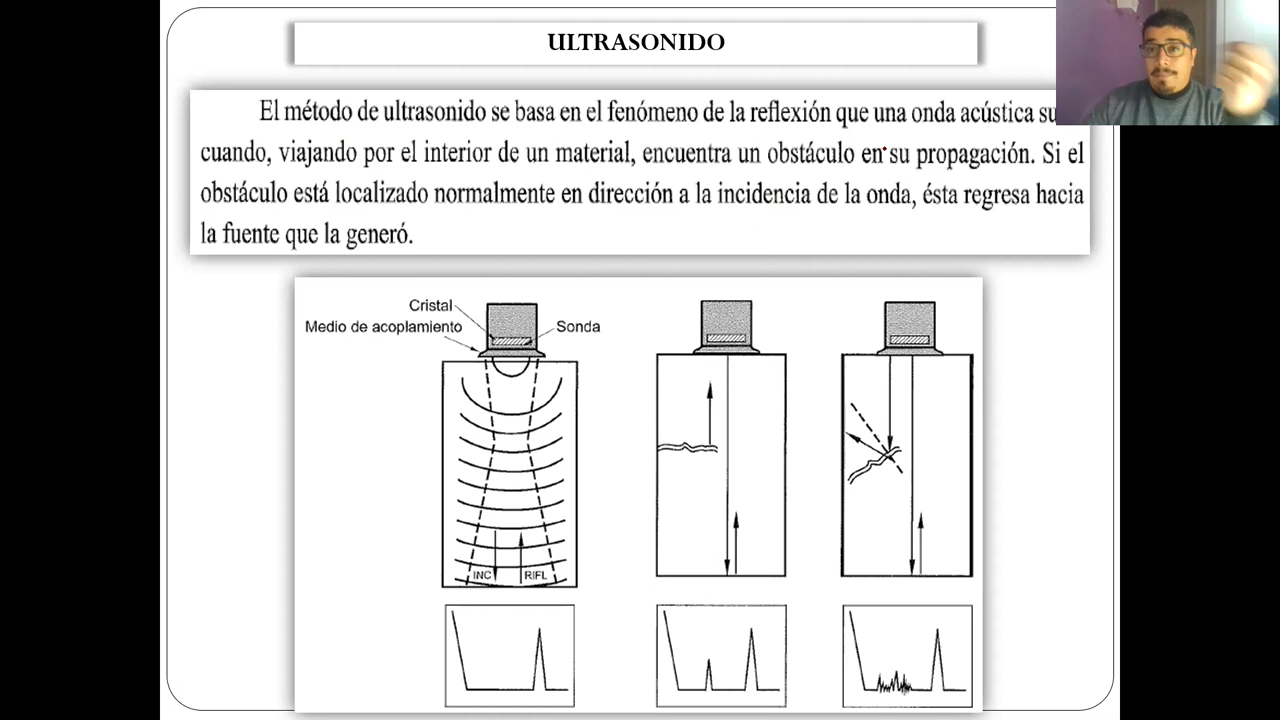 ULTRASONIDO
El método de ultrasonido se basa en el fenómeno de la reflexión que una onda acústica
cuando, viajando por el interior de un material, encuentra un obstáculo en su propagación. Si el
obstáculo está localizado normalmente en dirección a la incidencia de la onda, ésta regresa hacia
la fuente que la generó.
Cristal
Medio de acoplamiento
Sonda
INC
RIFL